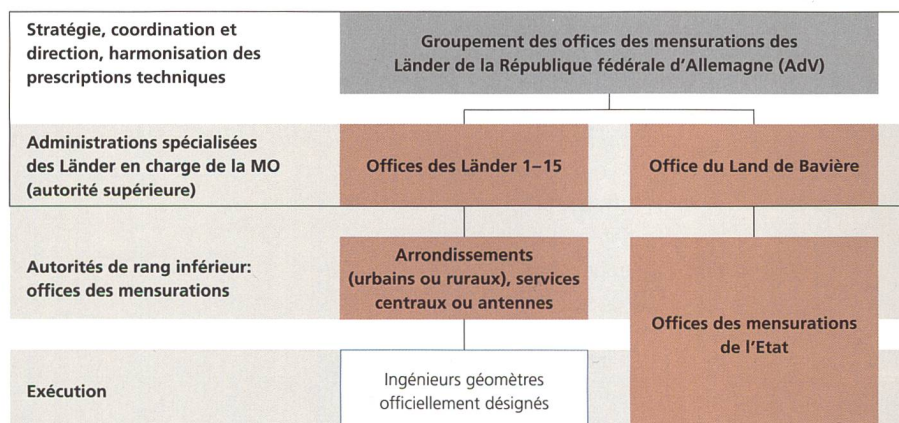 Stratégie, coordination et
direction, harmonisation des
prescriptions techniques
Groupement des offices des mensurations des
Länder de la République fédérale d'Allemagne (AdV)
Administrations spécialisées
des Länder en charge de la MO
(autorité supérieure)
Offices des Länder 1–15
Office du Land de Bavière
Autorités de rang inférieur:
offices des mensurations
Arrondissements
(urbains ou ruraux), services
centraux ou antennes
Offices des mensurations
de l'Etat
Exécution
Ingénieurs géomètres
officiellement désignés